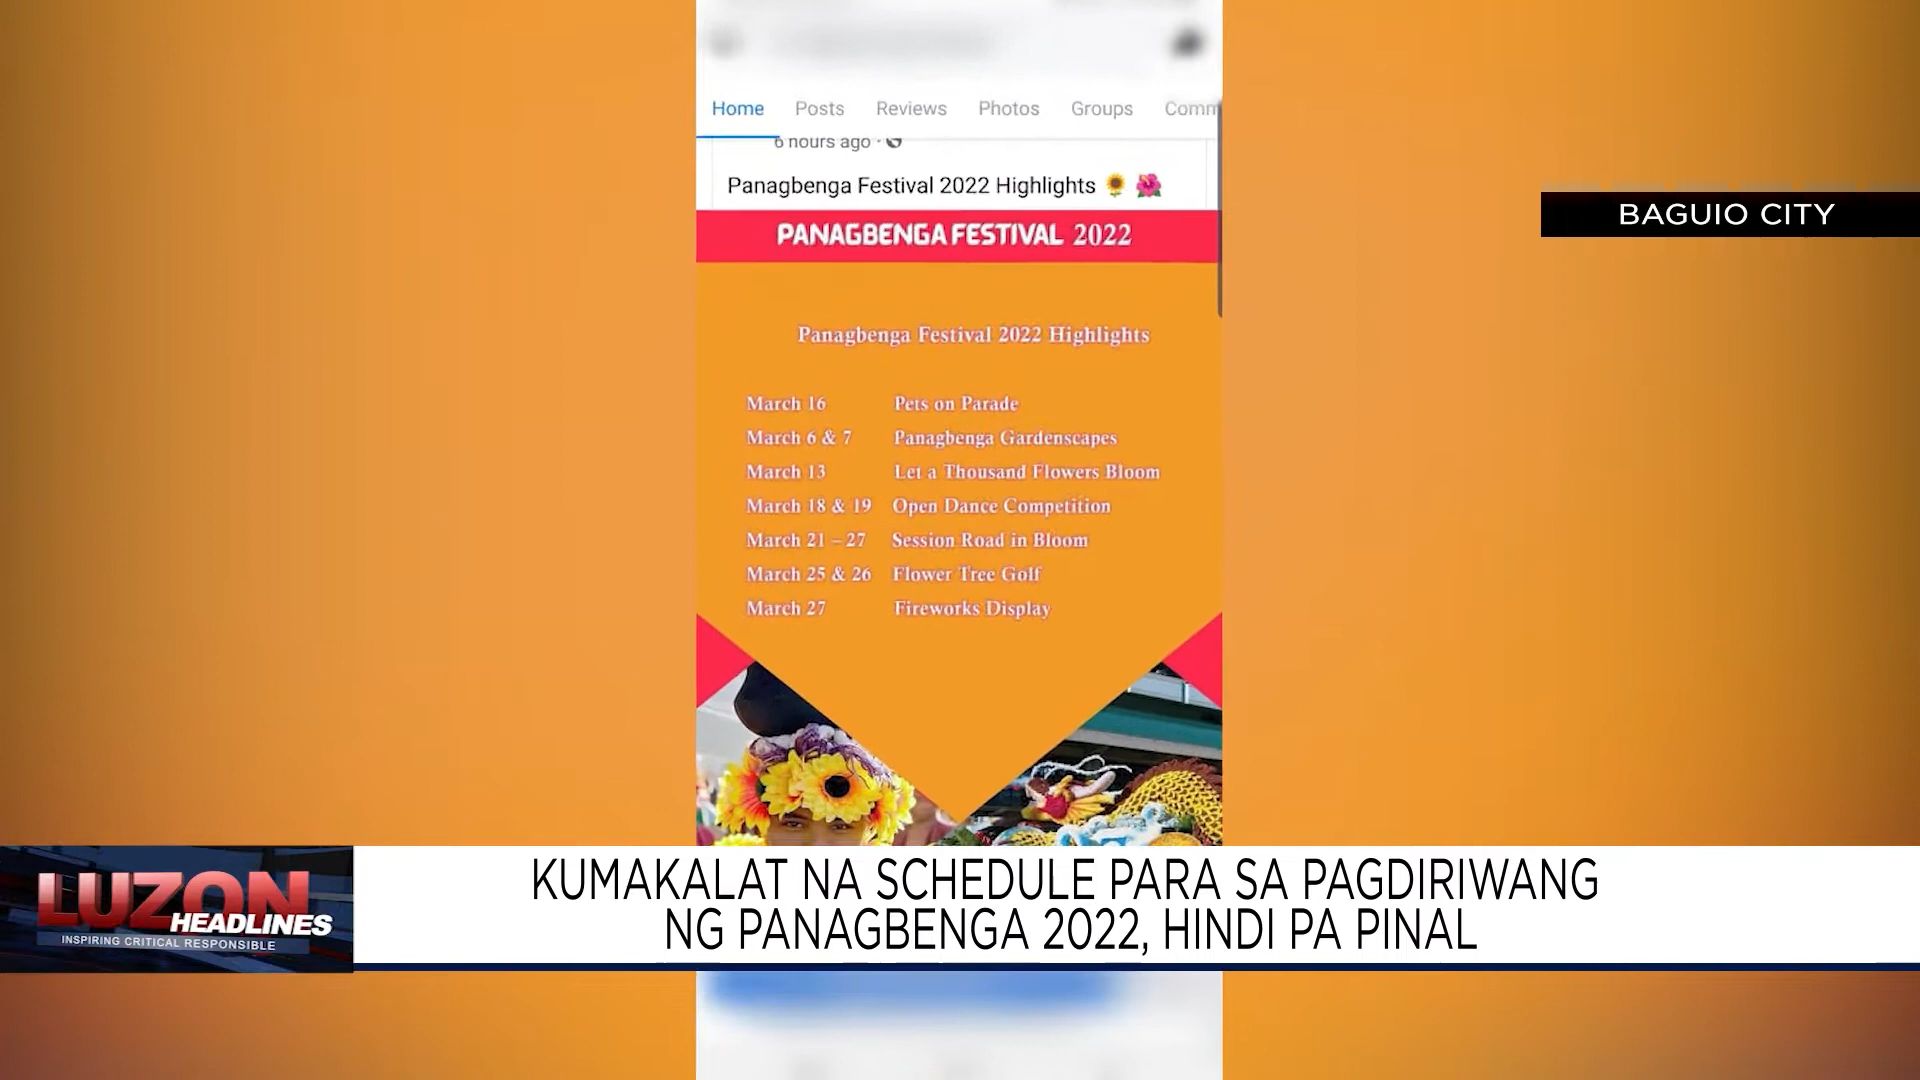 Home Posts Reviews Photos Groups Comm
6 hours ago
Panagbenga Festival 2022 Highlights
PANAGBENGA FESTIVAL 2022
BAGUIO CITY
Panagbenga Festival 2022 Highlights
March 16 Pets on Parade
March 6 & 7 Panagbenga Gardenscapes
March 13 Let a Thousand Flowers Bloom
March 18 & 19 Open Dance Competition
March 21 – 27 Session Road in Bloom
March 25 & 26 Flower Tree Golf
March 27 Fireworks Display
LUZON
HEADLINES
INSPIRING CRITICAL RESPONSIBLE
KUMAKALAT NA SCHEDULE PARA SA PAGDIRIWANG
NG PANAGBENGA 2022, HINDI PA PINAL